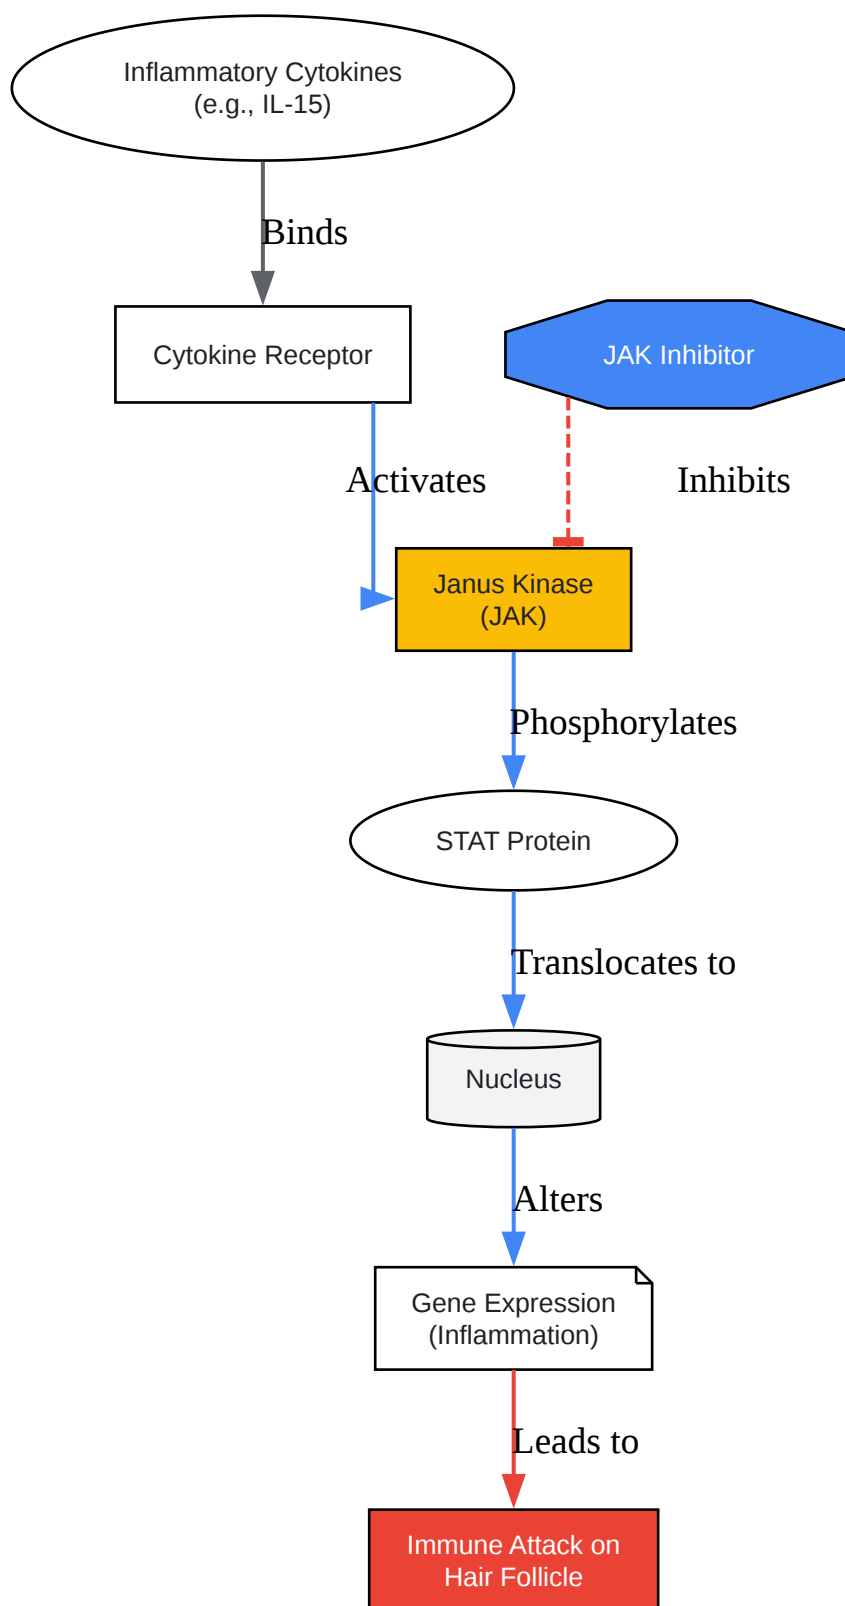 Inflammatory Cytokines
(e.g., IL-15)
Binds
Cytokine Receptor
JAK Inhibitor
Activates
Inhibits
Janus Kinase
(JAK)
Phosphorylates
STAT Protein
Translocates to
Nucleus
Alters
Gene Expression
(Inflammation)
Leads to
Immune Attack on
Hair Follicle